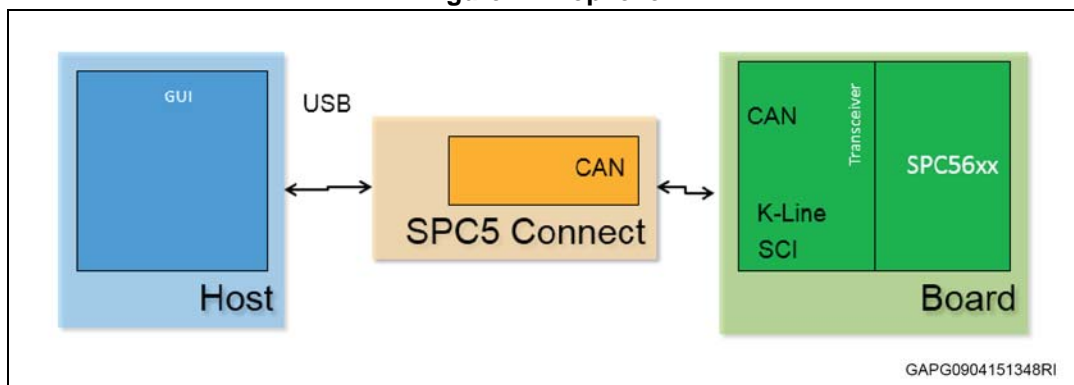 GUI
Host
USB
CAN
SPC5 Connect
CAN
Transceiver
K-Line
SCI
SPC56xx
Board
GAPG0904151348RI